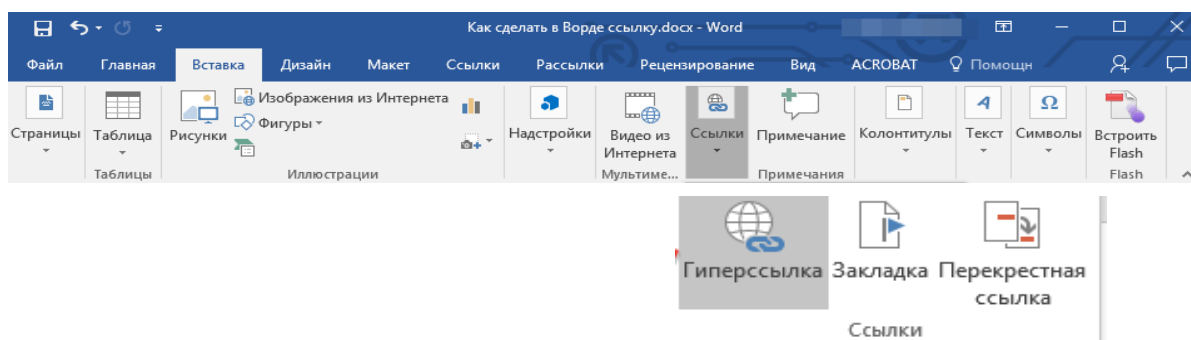 Как сделать в Ворде ссылку.docx - Word
Файл Главная Вставка Дизайн Макет Ссылки Рассылки Рецензирование Вид ACROBAT Помощн
Изображения из Интернета
Фигуры
Страницы Таблица Рисунки Надстройки Видео из Интернета Ссылки Примечание Колонтитулы Текст Символы Встроить Flash
Таблицы Иллюстрации Мультиме... Примечания Flash
Гиперссылка Закладка Перекрестная
ссылка
Ссылки